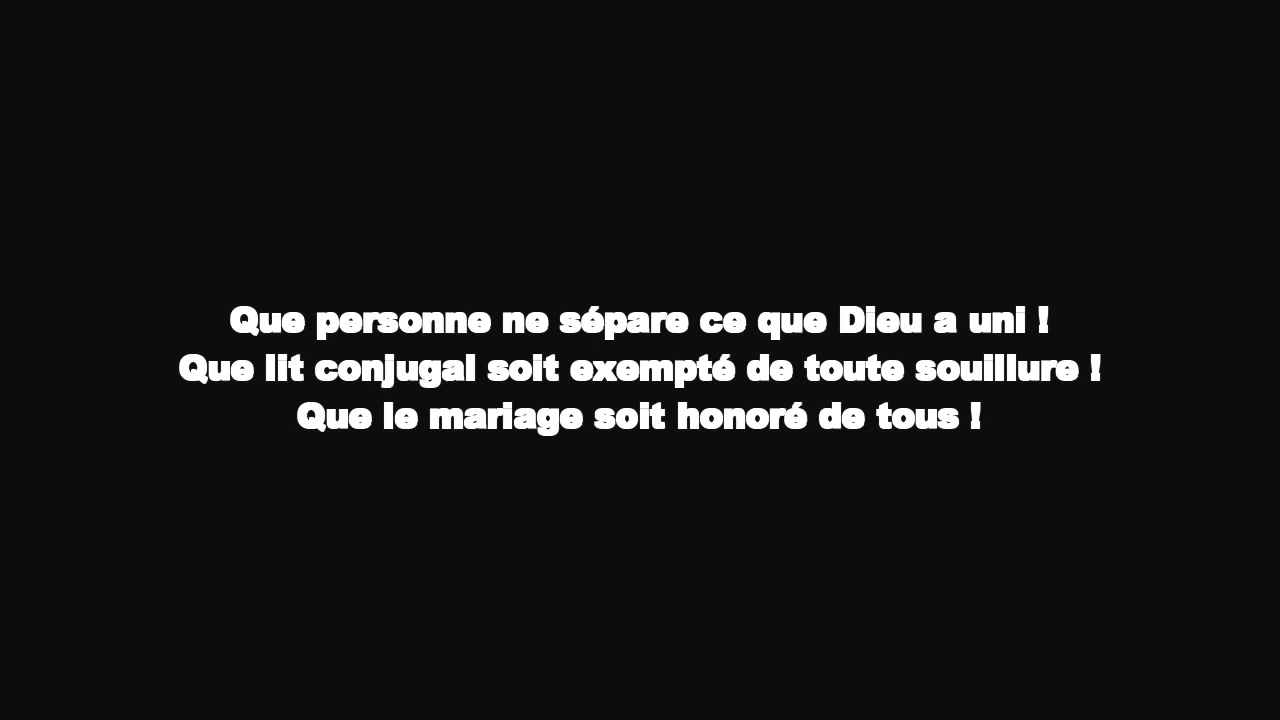 Que personne ne sépare ce que Dieu a uni !
Que lit conjugal soit exempté de toute souillure !
Que le mariage soit honoré de tous !